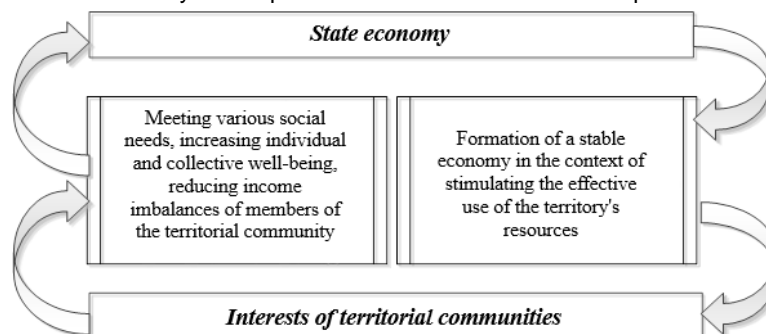 State economy
Meeting various social
needs, increasing individual
and collective well-being,
reducing income
imbalances of members of
the territorial community
Formation of a stable
economy in the context of
stimulating the effective
use of the territory's
resources
Interests of territorial communities